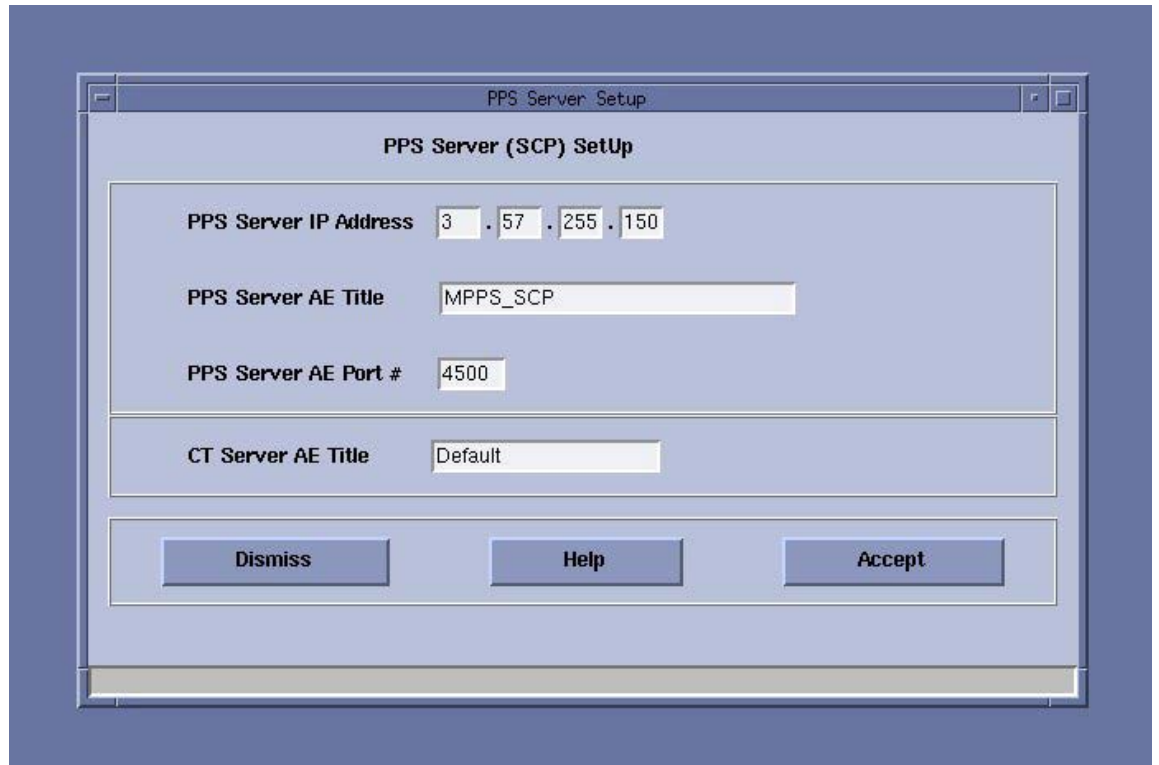 PPS Server Setup
PPS Server (SCP) SetUp
PPS Server IP Address 3 . 57 . 255 . 150
PPS Server AE Title MPPS_SCP
PPS Server AE Port # 4500
CT Server AE Title Default
Dismiss Help Accept